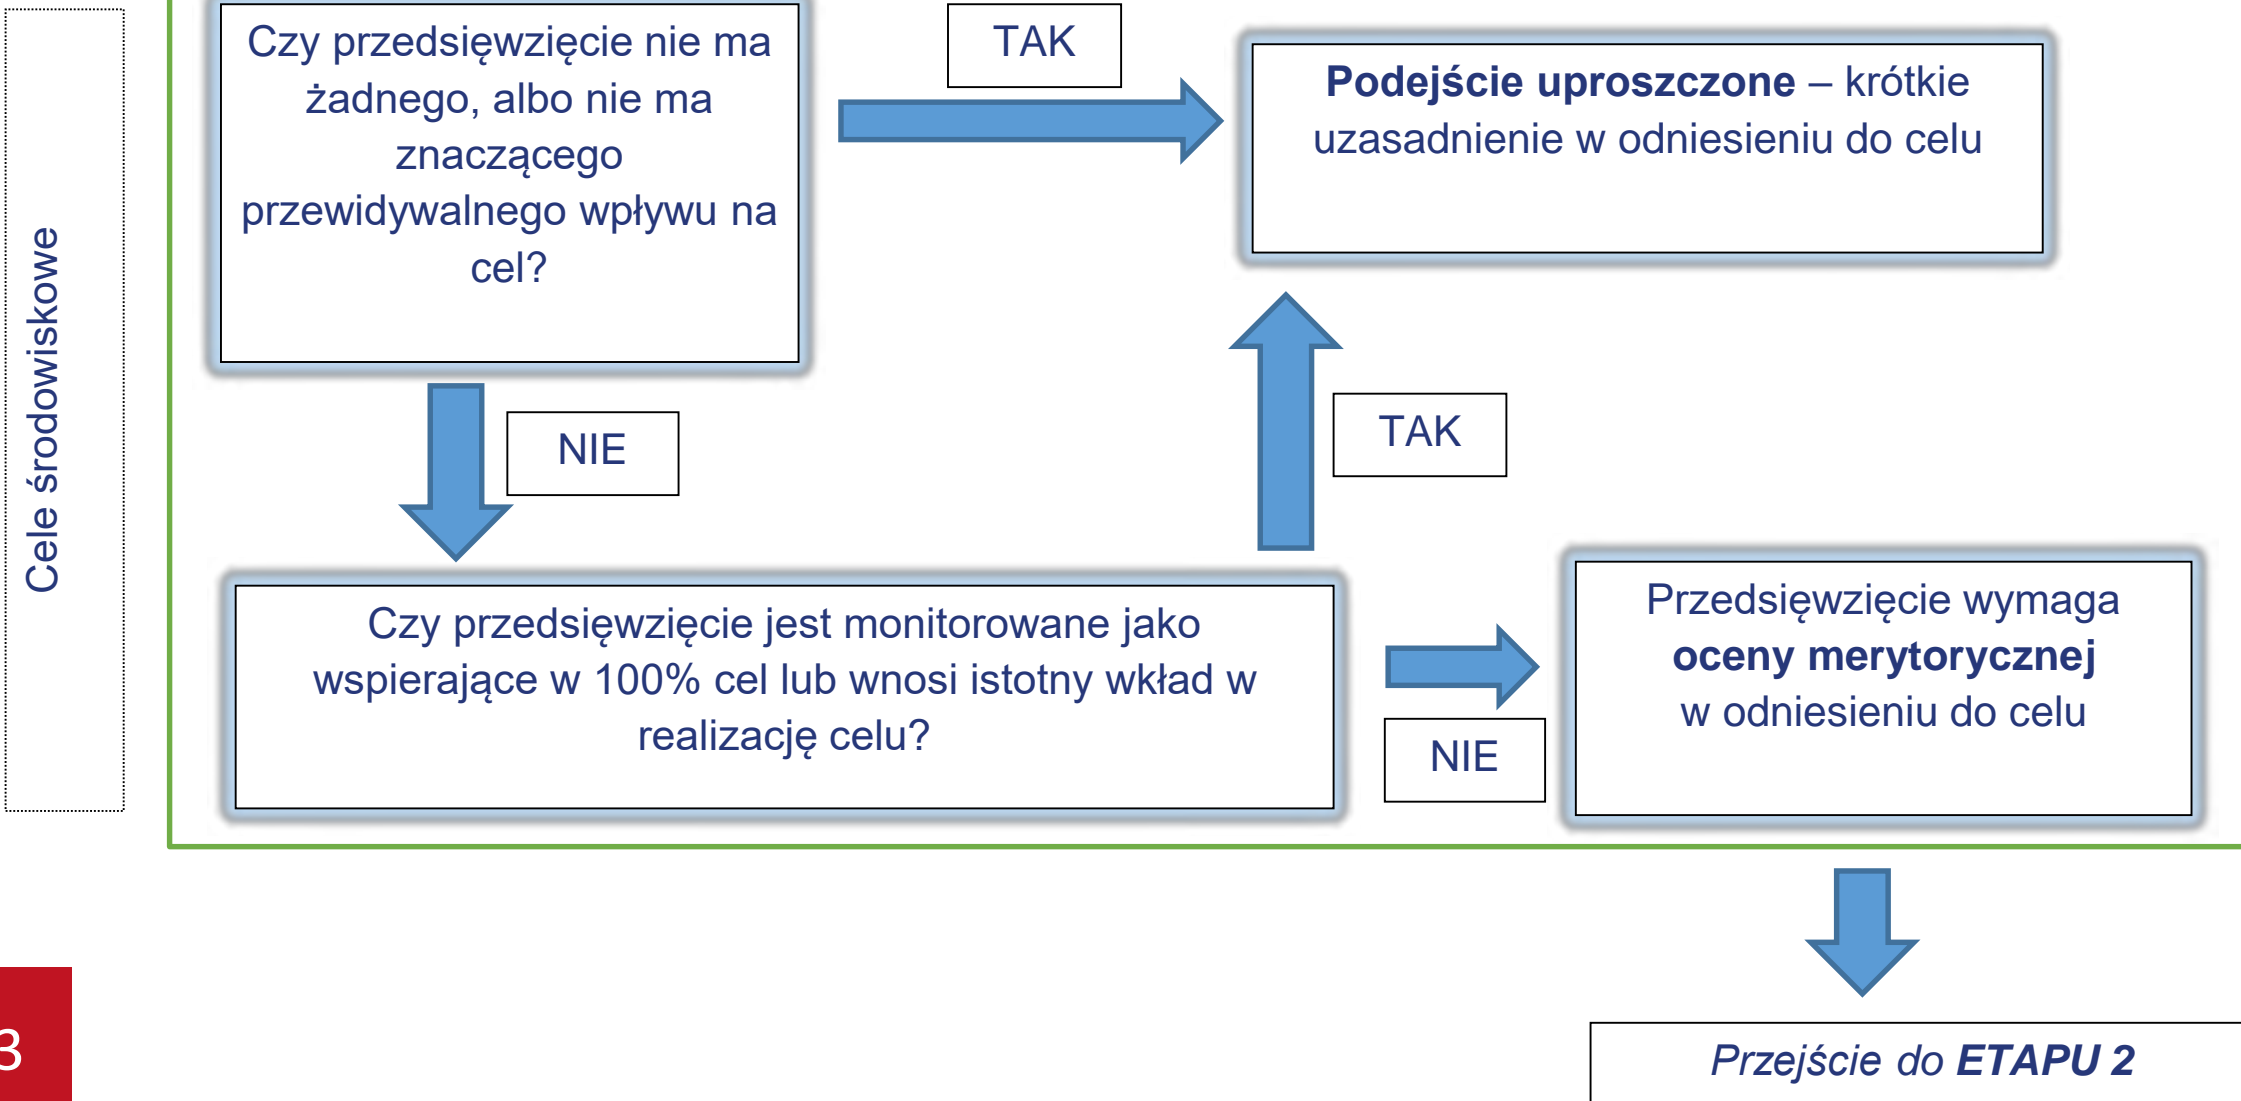 Cele środowiskowe
Czy przedsięwzięcie nie ma
żadnego, albo nie ma
znaczącego
przewidywalnego wpływu na
cel?
TAK
Podejście uproszczone – krótkie
uzasadnienie w odniesieniu do celu
NIE
TAK
Czy przedsięwzięcie jest monitorowane jako
wspierające w 100% cel lub wnosi istotny wkład w
realizację celu?
NIE
Przedsięwzięcie wymaga
oceny merytorycznej
w odniesieniu do celu
Przejście do ETAPU 2
3